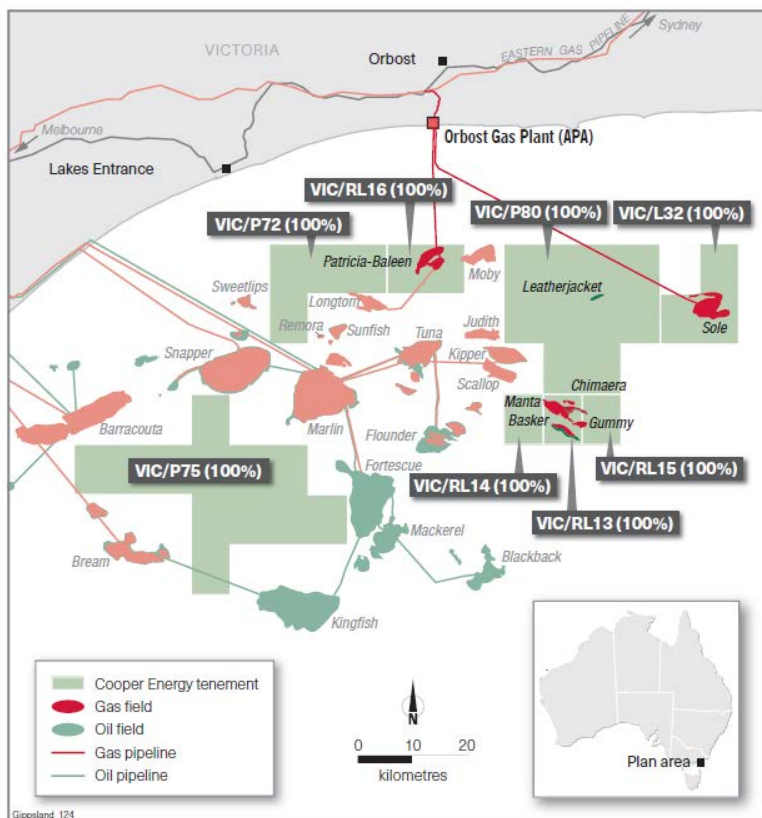 VICTORIA
Orbost
EASTERN GAS PIPELINE
Sydney
Melbourne
Orbost Gas Plant (APA)
Lakes Entrance
VIC/RL16 (100%)
VIC/P72 (100%)
VIC/P80 (100%)
VIC/L32 (100%)
Patricia-Baleen
Moby
Sweetlips
Longtom
Leatherjacket
Remora
Sunfish
Tuna
Judith
Sole
Snapper
Kipper
Scallop
Chimaera
Manta
Barracouta
Marlin
Flounder
Basker
Gummy
Fortescue
VIC/P75 (100%)
VIC/RL14 (100%)
VIC/RL15 (100%)
VIC/RL13 (100%)
Mackerel
Bream
Blackback
Kingfish
Cooper Energy tenement
Gas field
Oil field
Gas pipeline
Oil pipeline
N
0 10 20
kilometres
Plan area
Gippsland_124